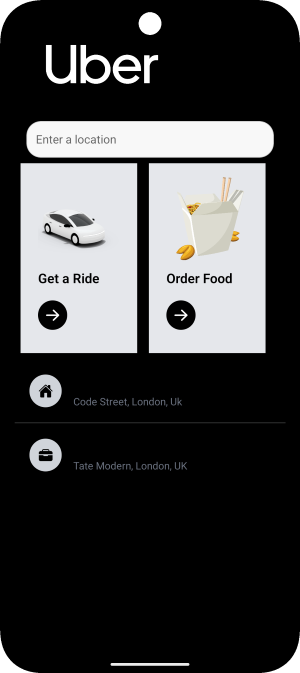 Uber
Enter a location
Get a Ride
Order Food
Code Street, London, Uk
Tate Modern, London, UK